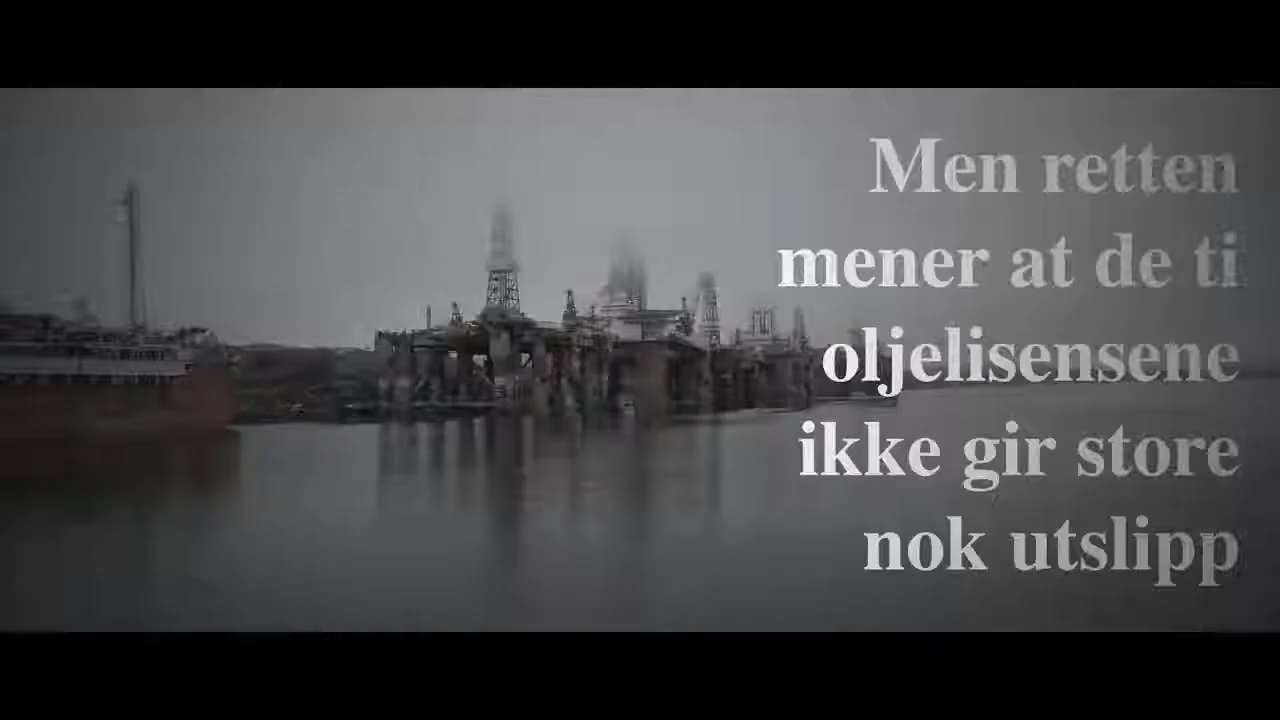 Men retten
mener at de ti
oljelisensene
ikke gir store
nok utslipp